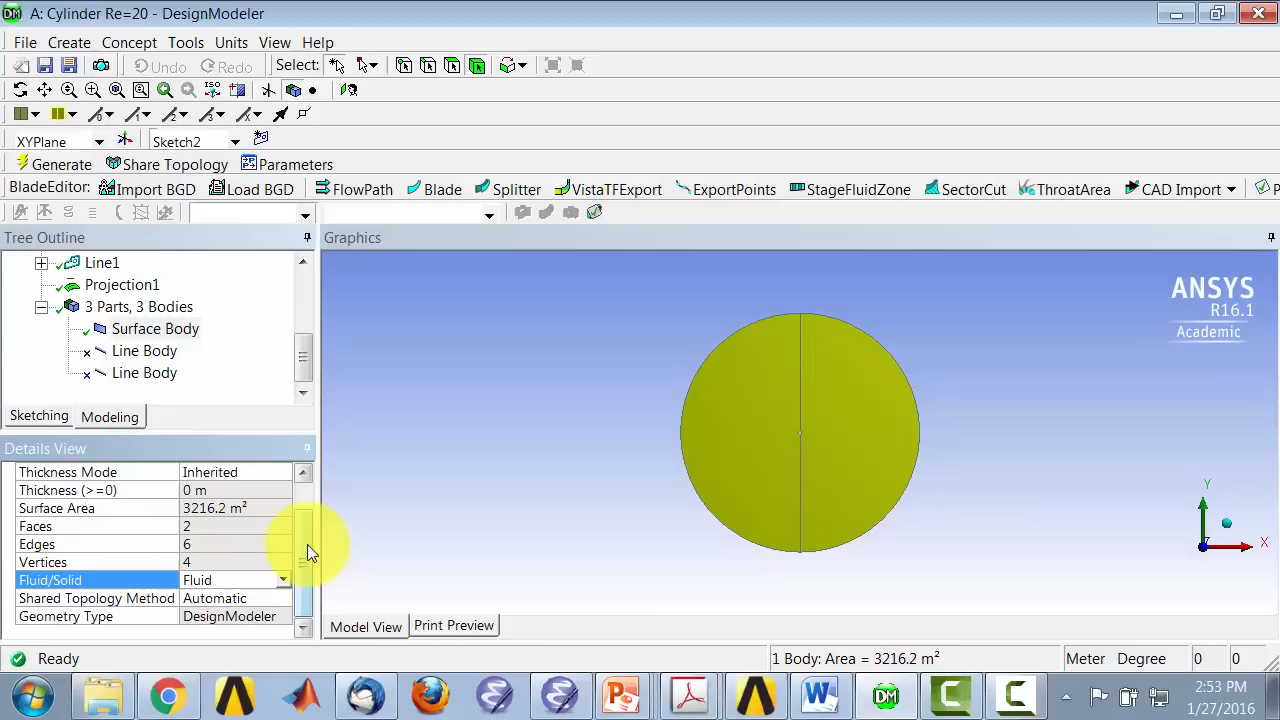 A: Cylinder Re=20 - DesignModeler
File Create Concept Tools Units View Help
Undo Redo Select:
XYPlane Sketch2
Generate Share Topology Parameters
BladeEditor: Import BGD Load BGD FlowPath Blade Splitter VistaTFExport ExportPoints StageFluidZone SectorCut ThroatArea CAD Import
Tree Outline
Line1
Projection1
3 Parts, 3 Bodies
Surface Body
Line Body
Line Body
Sketching Modeling
Details View
Thickness Mode Inherited
Thickness (>=0) 0 m
Surface Area 3216.2 m²
Faces 2
Edges 6
Vertices 4
Fluid/Solid Fluid
Shared Topology Method Automatic
Geometry Type DesignModeler
Graphics
ANSYS
R16.1
Academic
Y
X
Model View Print Preview
Ready 1 Body: Area = 3216.2 m² Meter Degree 0 0
2:53 PM
1/27/2016